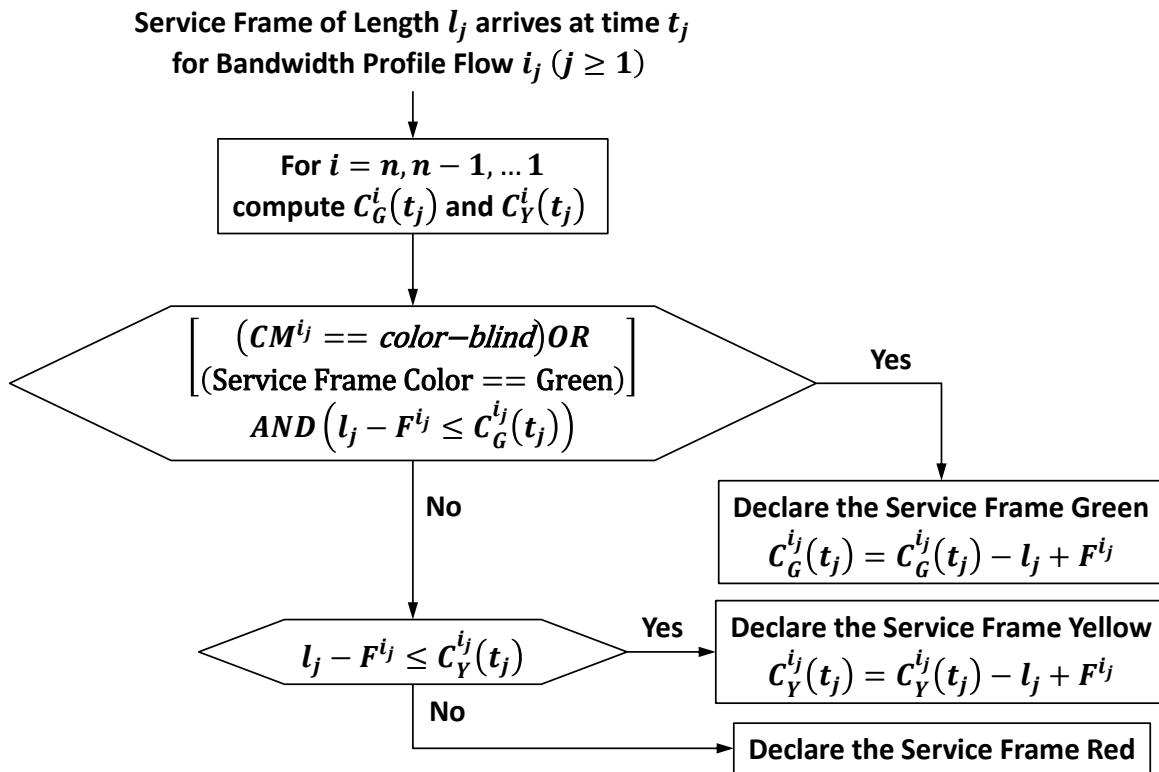 Service Frame of Length l_j arrives at time t_j
for Bandwidth Profile Flow i_j (j ≥ 1)
For i = n, n − 1, … 1
compute C_G^i(t_j) and C_Y^i(t_j)
[(CM^{i_j} == color−blind)OR
(Service Frame Color == Green)]
AND (l_j − F^{i_j} ≤ C_G^{i_j}(t_j))
Yes
No
Declare the Service Frame Green
C_G^{i_j}(t_j) = C_G^{i_j}(t_j) − l_j + F^{i_j}
l_j − F^{i_j} ≤ C_Y^{i_j}(t_j)
Yes
Declare the Service Frame Yellow
C_Y^{i_j}(t_j) = C_Y^{i_j}(t_j) − l_j + F^{i_j}
No
Declare the Service Frame Red